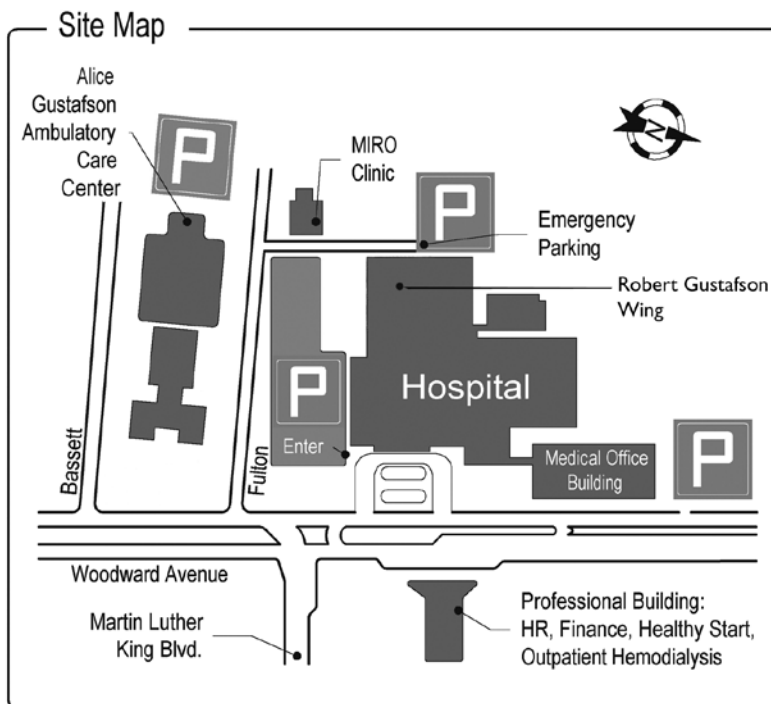 Site Map
Alice
Gustafson
Ambulatory
Care
Center
P
MIRO
Clinic
P
N
Emergency
Parking
Robert Gustafson
Wing
P
Hospital
Enter
Medical Office
Building
P
Bassett
Fulton
Woodward Avenue
Martin Luther
King Blvd.
Professional Building:
HR, Finance, Healthy Start,
Outpatient Hemodialysis